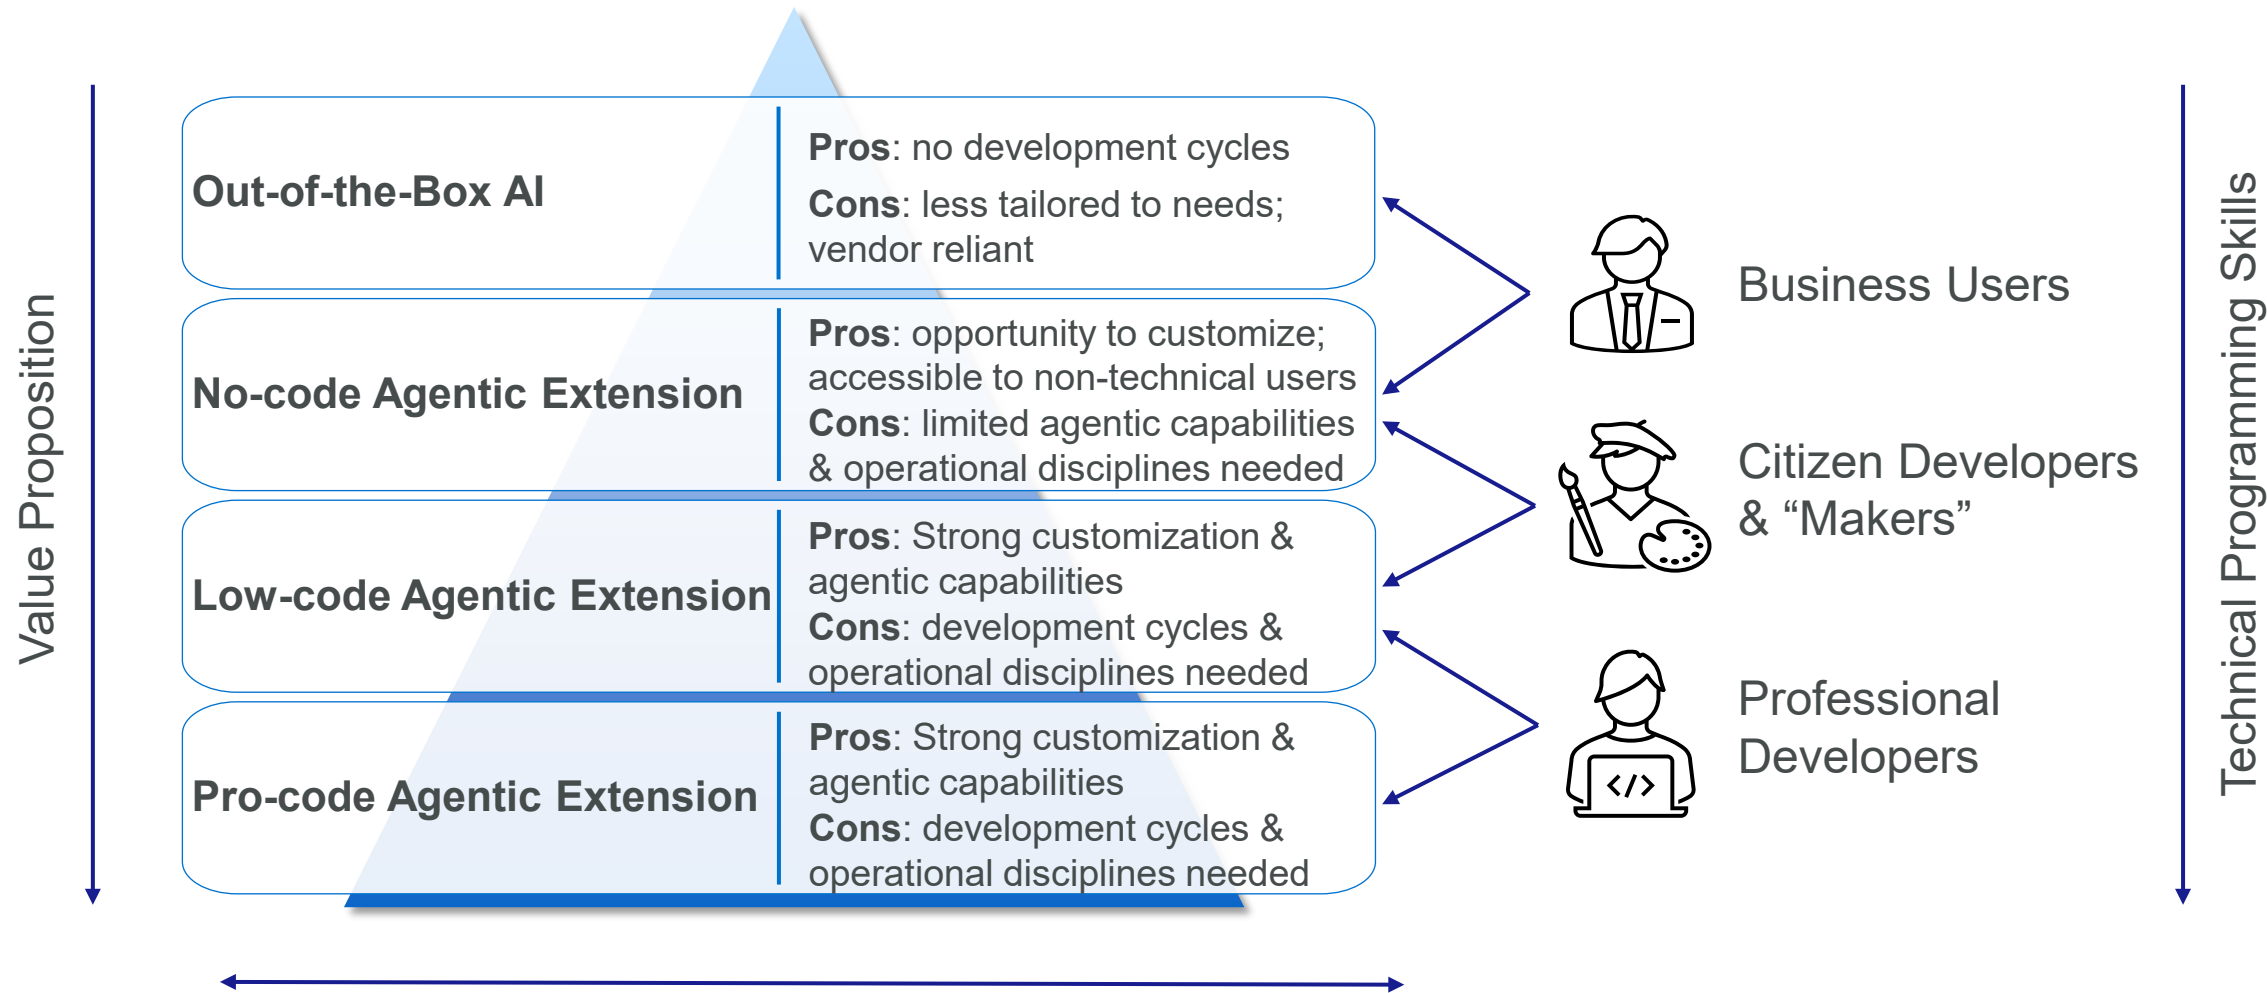 Value Proposition
Out-of-the-Box AI
Pros: no development cycles
Cons: less tailored to needs;
vendor reliant
No-code Agentic Extension
Pros: opportunity to customize;
accessible to non-technical users
Cons: limited agentic capabilities
& operational disciplines needed
Low-code Agentic Extension
Pros: Strong customization &
agentic capabilities
Cons: development cycles &
operational disciplines needed
Pro-code Agentic Extension
Pros: Strong customization &
agentic capabilities
Cons: development cycles &
operational disciplines needed
Business Users
Citizen Developers
& “Makers”
Professional
Developers
</>
Technical Programming Skills